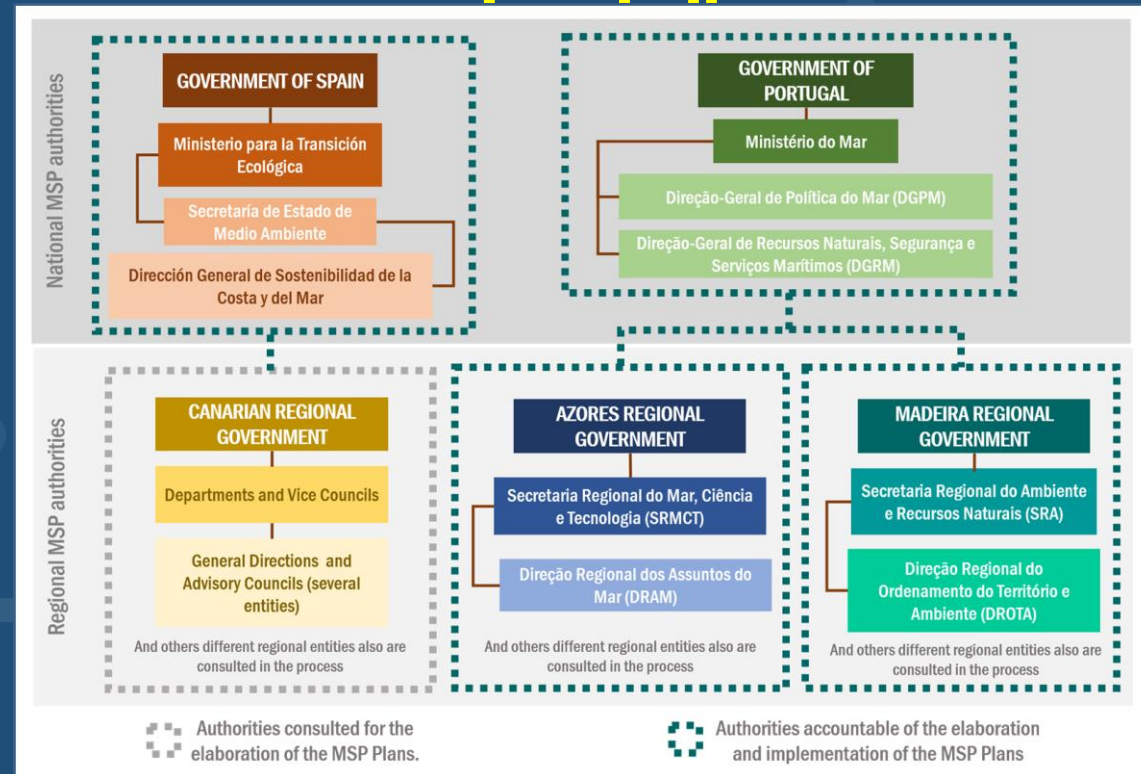 National MSP authorities
GOVERNMENT OF SPAIN
Ministerio para la Transición
Ecológica
Secretaría de Estado de
Medio Ambiente
Dirección General de Sostenibilidad de la
Costa y del Mar
GOVERNMENT OF
PORTUGAL
Ministério do Mar
Direção-Geral de Política do Mar (DGPM)
Direção-Geral de Recursos Naturais, Segurança e
Serviços Marítimos (DGRM)
Regional MSP authorities
CANARIAN REGIONAL
GOVERNMENT
Departments and Vice Councils
General Directions and
Advisory Councils (several
entities)
And others different regional entities also are
consulted in the process
AZORES REGIONAL
GOVERNMENT
Secretaria Regional do Mar, Ciência
e Tecnologia (SRMCT)
Direção Regional dos Assuntos do
Mar (DRAM)
And others different regional entities also are
consulted in the process
MADEIRA REGIONAL
GOVERNMENT
Secretaria Regional do Ambiente
e Recursos Naturais (SRA)
Direção Regional do
Ordenamento do Território e
Ambiente (DROTA)
And others different regional entities also are
consulted in the process
Authorities consulted for the
elaboration of the MSP Plans.
Authorities accountable of the elaboration
and implementation of the MSP Plans